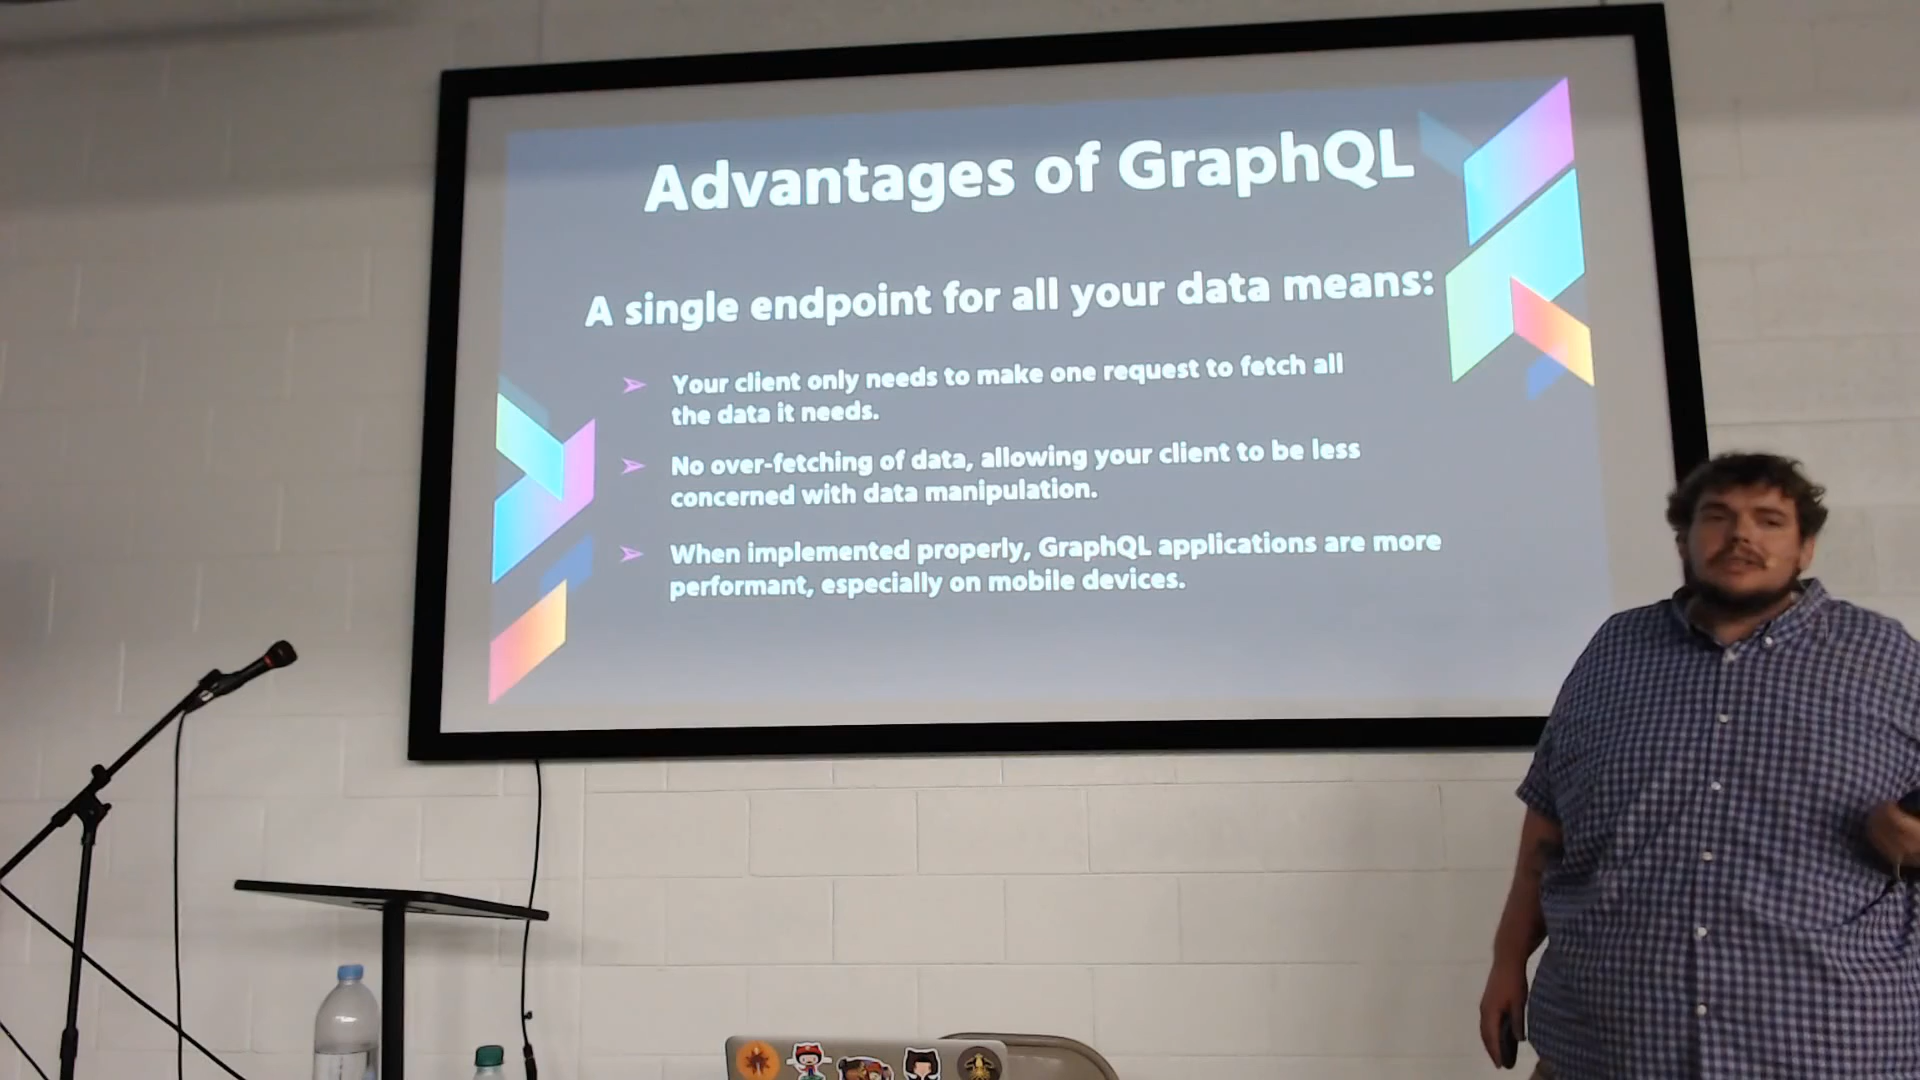 Advantages of GraphQL
A single endpoint for all your data means:
➢ Your client only needs to make one request to fetch all
the data it needs.
➢ No over-fetching of data, allowing your client to be less
concerned with data manipulation.
➢ When implemented properly, GraphQL applications are more
performant, especially on mobile devices.